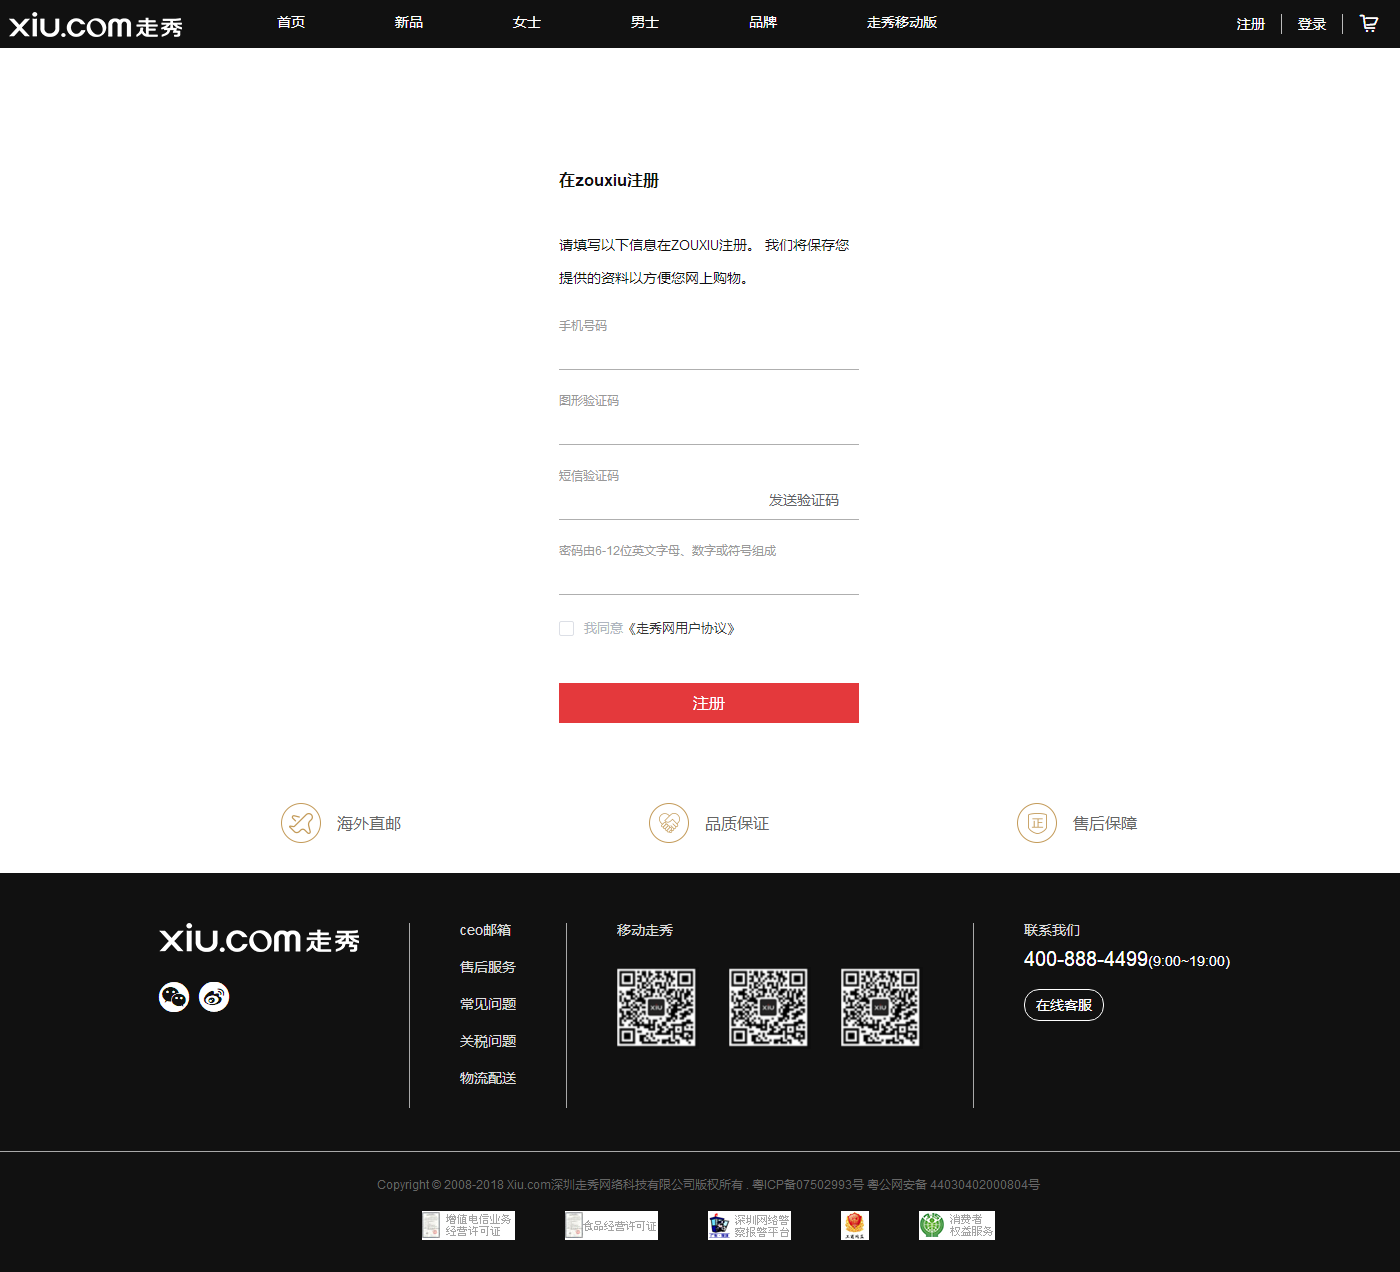 xiu.com走秀
首页
新品
女士
男士
品牌
走秀移动版
注册
登录
在zouxiu注册
请填写以下信息在ZOUXIU注册。 我们将保存您
提供的资料以方便您网上购物。
手机号码
图形验证码
短信验证码
发送验证码
密码由6-12位英文字母、数字或符号组成
我同意《走秀网用户协议》
注册
海外直邮
品质保证
正
售后保障
xiu.com走秀
ceo邮箱
售后服务
常见问题
关税问题
物流配送
移动走秀
XIU
XIU
XIU
联系我们
400-888-4499(9:00~19:00)
在线客服
Copyright © 2008-2018 Xiu.com深圳走秀网络科技有限公司版权所有 . 粤ICP备07502993号 粤公网安备 44030402000804号
增值电信业务
经营许可证
食品经营许可证
深圳网络警
察报警平台
消费者
权益服务